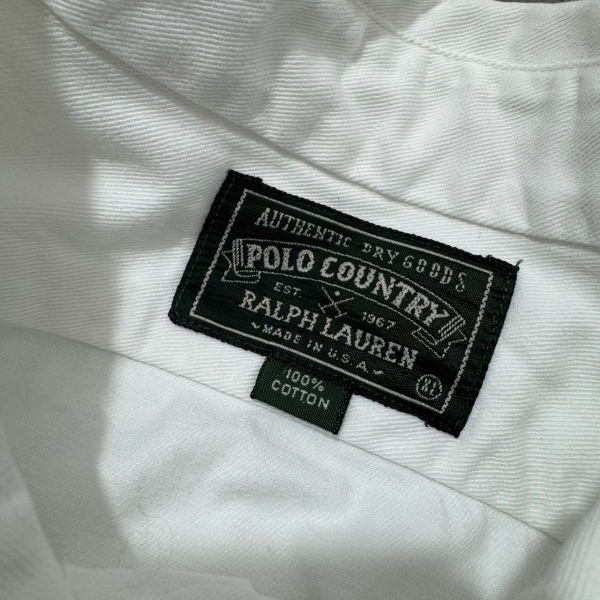 AUTHENTIC DRY GOODS
POLO COUNTRY
EST. 1967
RALPH LAUREN
~MADE IN U.S.A.~
XL
100%
COTTON